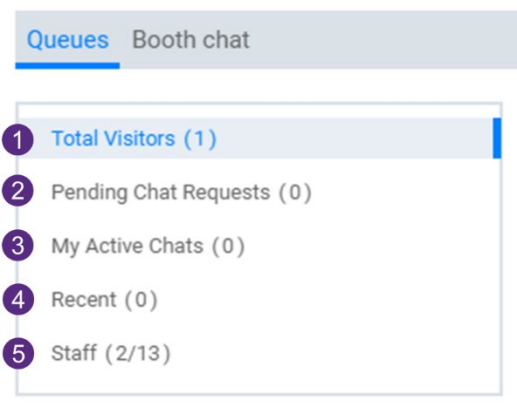 Queues Booth chat
1 Total Visitors (1)
2 Pending Chat Requests (0)
3 My Active Chats (0)
4 Recent (0)
5 Staff (2/13)